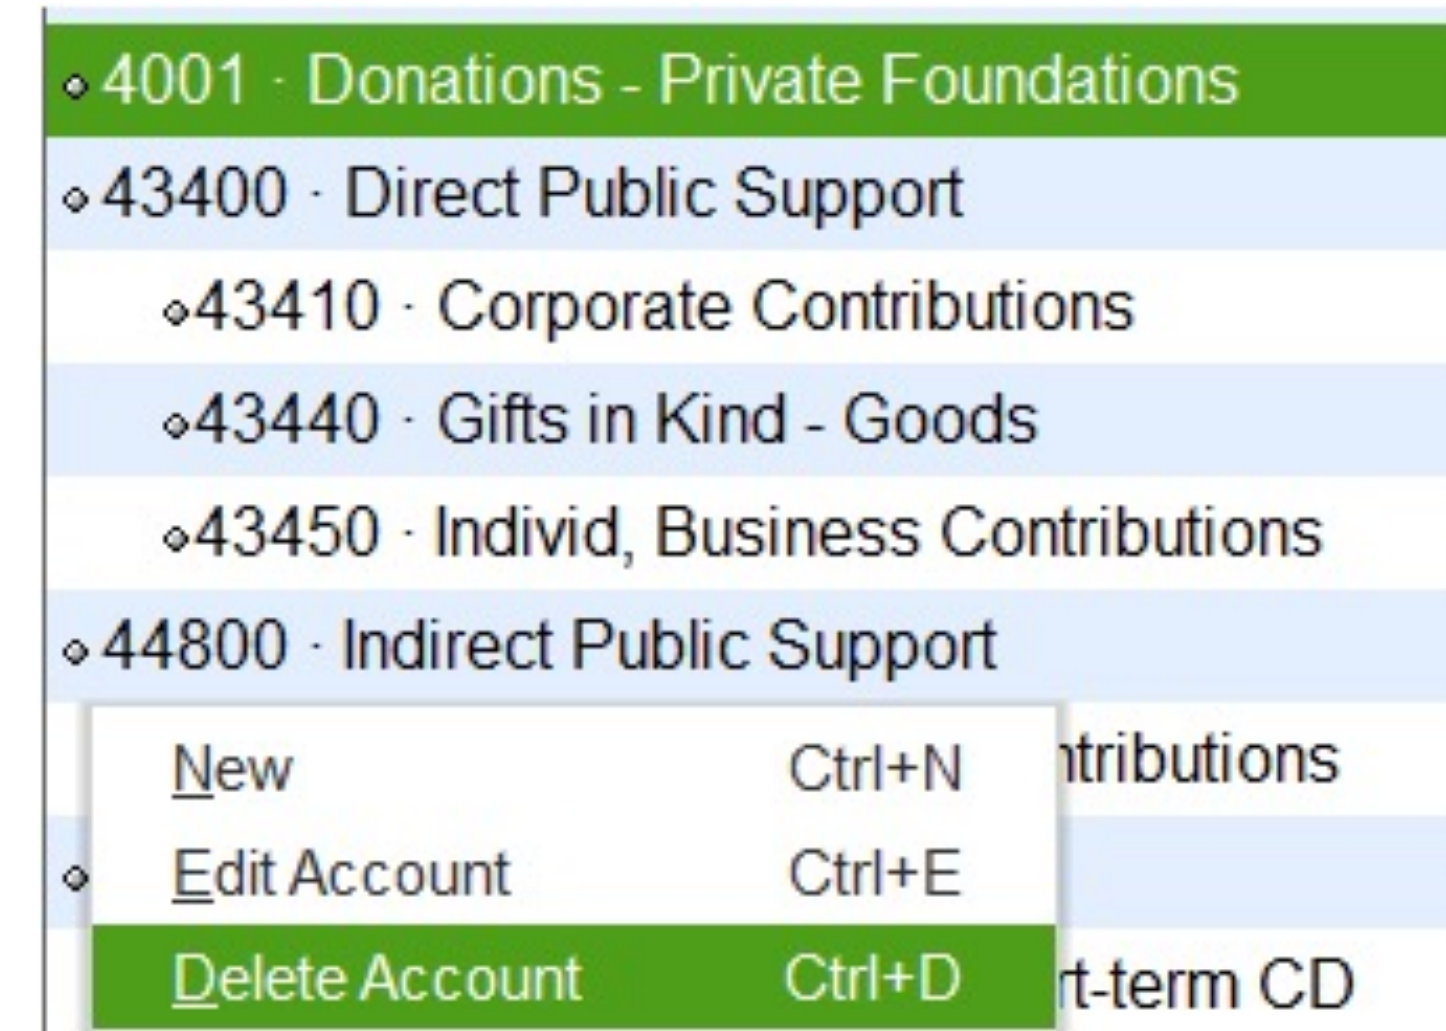 4001 · Donations - Private Foundations
43400 · Direct Public Support
43410 · Corporate Contributions
43440 · Gifts in Kind - Goods
43450 · Individ, Business Contributions
44800 · Indirect Public Support
New Ctrl+N
Edit Account Ctrl+E
Delete Account Ctrl+D
CD